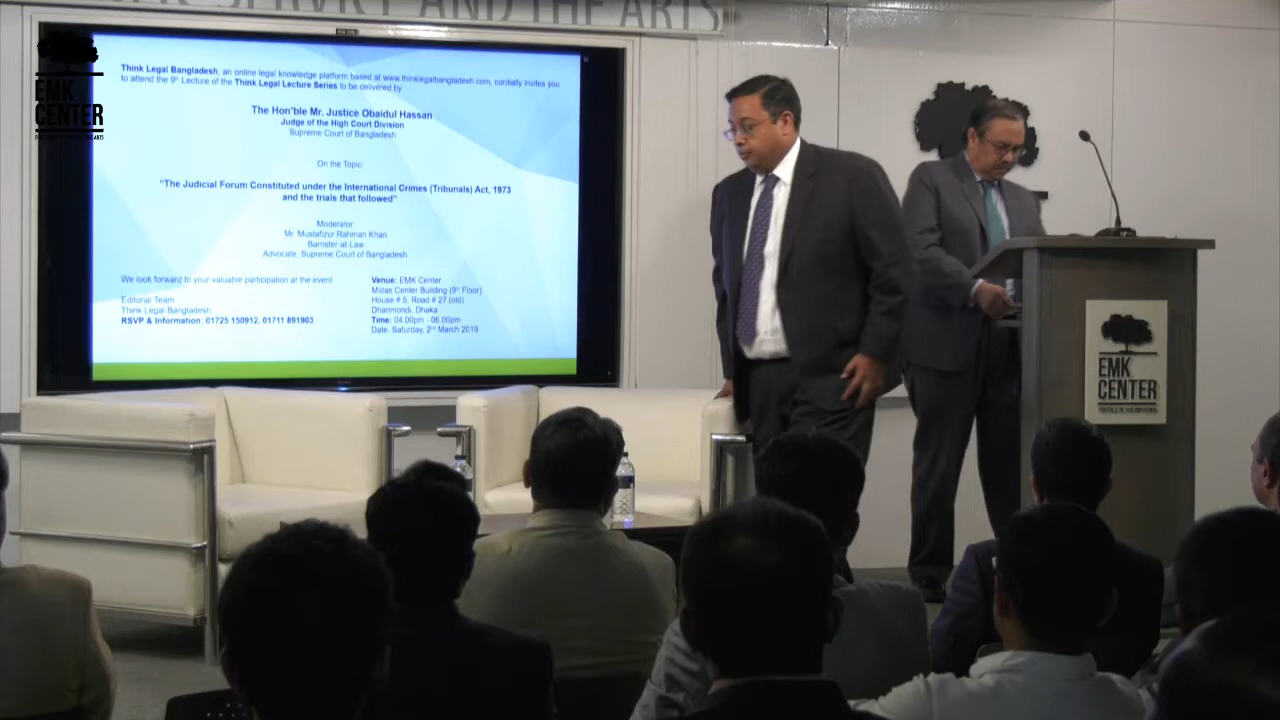 SERVICE AND THE ARTS
EMK
CENTER
Think Legal Bangladesh, an online legal knowledge platform based at www.thinklegalbangladesh.com, cordially invites you
to attend the 9th Lecture of the Think Legal Lecture Series to be delivered by
The Hon'ble Mr. Justice Obaidul Hassan
Judge of the High Court Division
Supreme Court of Bangladesh
On the Topic:
"The Judicial Forum Constituted under the International Crimes (Tribunals) Act, 1973
and the trials that followed"
Moderator
Mr. Mustafizur Rahman Khan
Barrister-at-Law
Advocate, Supreme Court of Bangladesh
We look forward to your valuable participation at the event
Editorial Team
Think Legal Bangladesh
RSVP & Information: 01725 150912, 01711 891903
Venue: EMK Center
Midas Center Building (9th Floor)
House # 5, Road # 27 (old)
Dhanmondi, Dhaka
Time: 04.00pm - 06.00pm
Date: Saturday, 2nd March 2019
EMK
CENTER